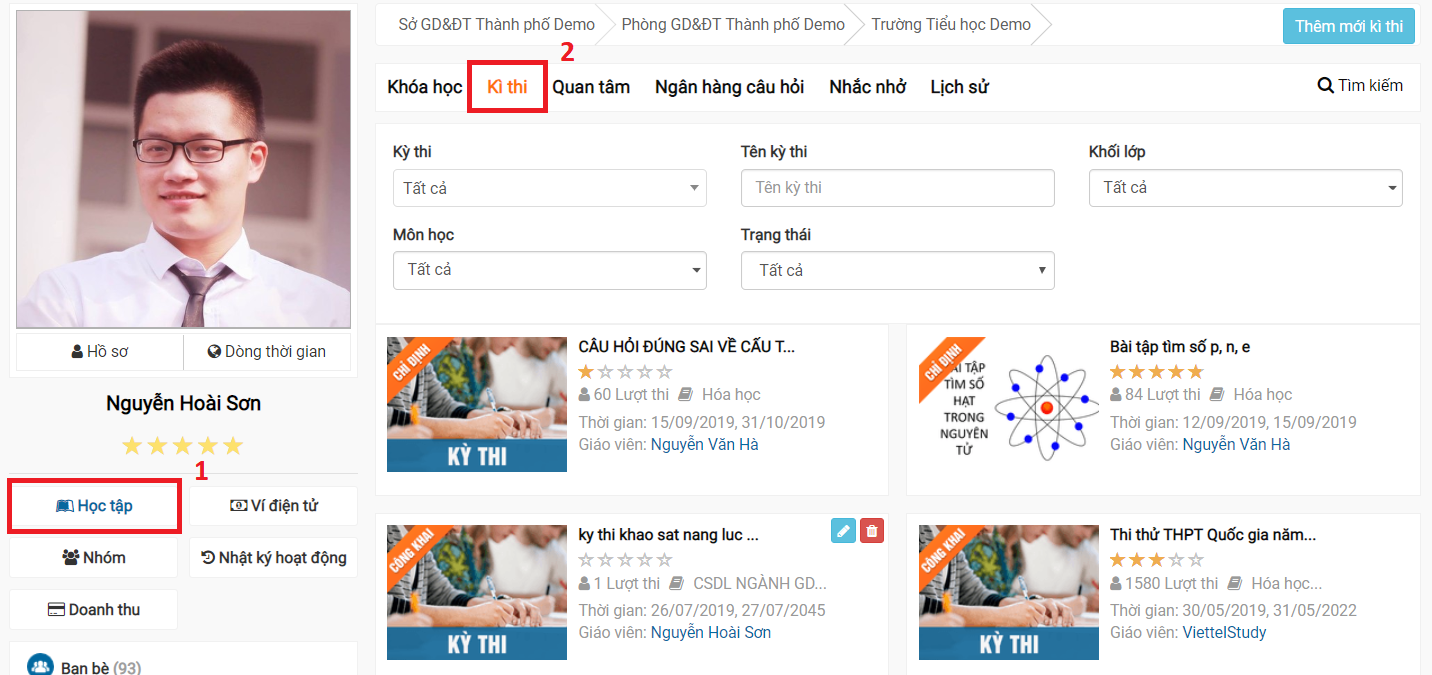 Sở GD&ĐT Thành phố Demo Phòng GD&ĐT Thành phố Demo Trường Tiểu học Demo
Thêm mới kì thi
2
Khóa học Kì thi Quan tâm Ngân hàng câu hỏi Nhắc nhở Lịch sử
Tìm kiếm
Kỳ thi
Tất cả
Tên kỳ thi
Tên kỳ thi
Khối lớp
Tất cả
Môn học
Tất cả
Trạng thái
Tất cả
Hồ sơ
Dòng thời gian
Nguyễn Hoài Sơn
1
Học tập
Ví điện tử
Nhóm
Nhật ký hoạt động
Doanh thu
Bạn bè (93)
CHỈ ĐỊNH
KỲ THI
CÂU HỎI ĐÚNG SAI VỀ CẤU T...
60 Lượt thi Hóa học
Thời gian: 15/09/2019, 31/10/2019
Giáo viên: Nguyễn Văn Hà
CHỈ ĐỊNH
TẬP
TÌM SỐ
HẠT
TRONG
NGUYÊN
TỬ
Bài tập tìm số p, n, e
84 Lượt thi Hóa học
Thời gian: 12/09/2019, 15/09/2019
Giáo viên: Nguyễn Văn Hà
CÔNG KHAI
KỲ THI
ky thi khao sat nang luc ...
1 Lượt thi CSDL NGÀNH GD...
Thời gian: 26/07/2019, 27/07/2045
Giáo viên: Nguyễn Hoài Sơn
CÔNG KHAI
KỲ THI
Thi thử THPT Quốc gia năm...
1580 Lượt thi Hóa học...
Thời gian: 30/05/2019, 31/05/2022
Giáo viên: ViettelStudy